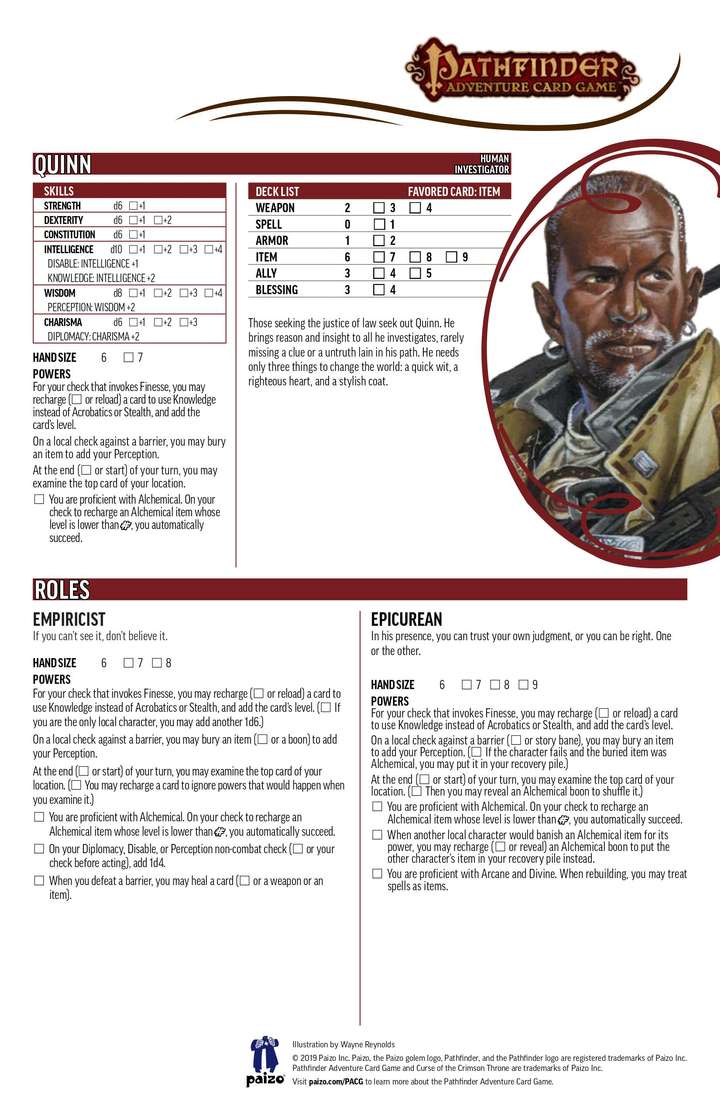 PATHFINDER
ADVENTURE CARD GAME
QUINN
HUMAN
INVESTIGATOR
SKILLS
STRENGTH d6 ☐ +1
DEXTERITY d6 ☐ +1 ☐ +2
CONSTITUTION d6 ☐ +1
INTELLIGENCE d10 ☐ +1 ☐ +2 ☐ +3 ☐ +4
DISABLE: INTELLIGENCE +1
KNOWLEDGE: INTELLIGENCE +2
WISDOM d8 ☐ +1 ☐ +2 ☐ +3 ☐ +4
PERCEPTION: WISDOM +2
CHARISMA d6 ☐ +1 ☐ +2 ☐ +3
DIPLOMACY: CHARISMA +2
HAND SIZE 6 ☐ 7
POWERS
For your check that invokes Finesse, you may
recharge (☐ or reload) a card to use Knowledge
instead of Acrobatics or Stealth, and add the
card's level.
On a local check against a barrier, you may bury
an item to add your Perception.
At the end (☐ or start) of your turn, you may
examine the top card of your location.
☐ You are proficient with Alchemical. On your
check to recharge an Alchemical item whose
level is lower than #, you automatically
succeed.
DECK LIST FAVORED CARD: ITEM
WEAPON 2 ☐ 3 ☐ 4
SPELL 0 ☐ 1
ARMOR 1 ☐ 2
ITEM 6 ☐ 7 ☐ 8 ☐ 9
ALLY 3 ☐ 4 ☐ 5
BLESSING 3 ☐ 4
Those seeking the justice of law seek out Quinn. He
brings reason and insight to all he investigates, rarely
missing a clue or a untruth lain in his path. He needs
only three things to change the world: a quick wit, a
righteous heart, and a stylish coat.
ROLES
EMPIRICIST
If you can't see it, don't believe it.
HAND SIZE 6 ☐ 7 ☐ 8
POWERS
For your check that invokes Finesse, you may recharge (☐ or reload) a card to
use Knowledge instead of Acrobatics or Stealth, and add the card's level. (☐ If
you are the only local character, you may add another 1d6.)
On a local check against a barrier, you may bury an item (☐ or a boon) to add
your Perception.
At the end (☐ or start) of your turn, you may examine the top card of your
location. (☐ You may recharge a card to ignore powers that would happen when
you examine it.)
☐ You are proficient with Alchemical. On your check to recharge an
Alchemical item whose level is lower than #, you automatically succeed.
☐ On your Diplomacy, Disable, or Perception non-combat check (☐ or your
check before acting), add 1d4.
☐ When you defeat a barrier, you may heal a card (☐ or a weapon or an
item).
EPICUREAN
In his presence, you can trust your own judgment, or you can be right. One
or the other.
HAND SIZE 6 ☐ 7 ☐ 8 ☐ 9
POWERS
For your check that invokes Finesse, you may recharge (☐ or reload) a card
to use Knowledge instead of Acrobatics or Stealth, and add the card's level.
On a local check against a barrier (☐ or story bane), you may bury an item
to add your Perception. (☐ If the character fails and the buried item was
Alchemical, you may put it in your recovery pile.)
At the end (☐ or start) of your turn, you may examine the top card of your
location. (☐ Then you may reveal an Alchemical boon to shuffle it.)
☐ You are proficient with Alchemical. On your check to recharge an
Alchemical item whose level is lower than #, you automatically succeed.
☐ When another local character would banish an Alchemical item for its
power, you may recharge (☐ or reveal) an Alchemical boon to put the
other character's item in your recovery pile instead.
☐ You are proficient with Arcane and Divine. When rebuilding, you may treat
spells as items.
paizo
Illustration by Wayne Reynolds
© 2019 Paizo Inc. Paizo, the Paizo golem logo, Pathfinder, and the Pathfinder logo are registered trademarks of Paizo Inc.
Pathfinder Adventure Card Game and Curse of the Crimson Throne are trademarks of Paizo Inc.
Visit paizo.com/PACG to learn more about the Pathfinder Adventure Card Game.